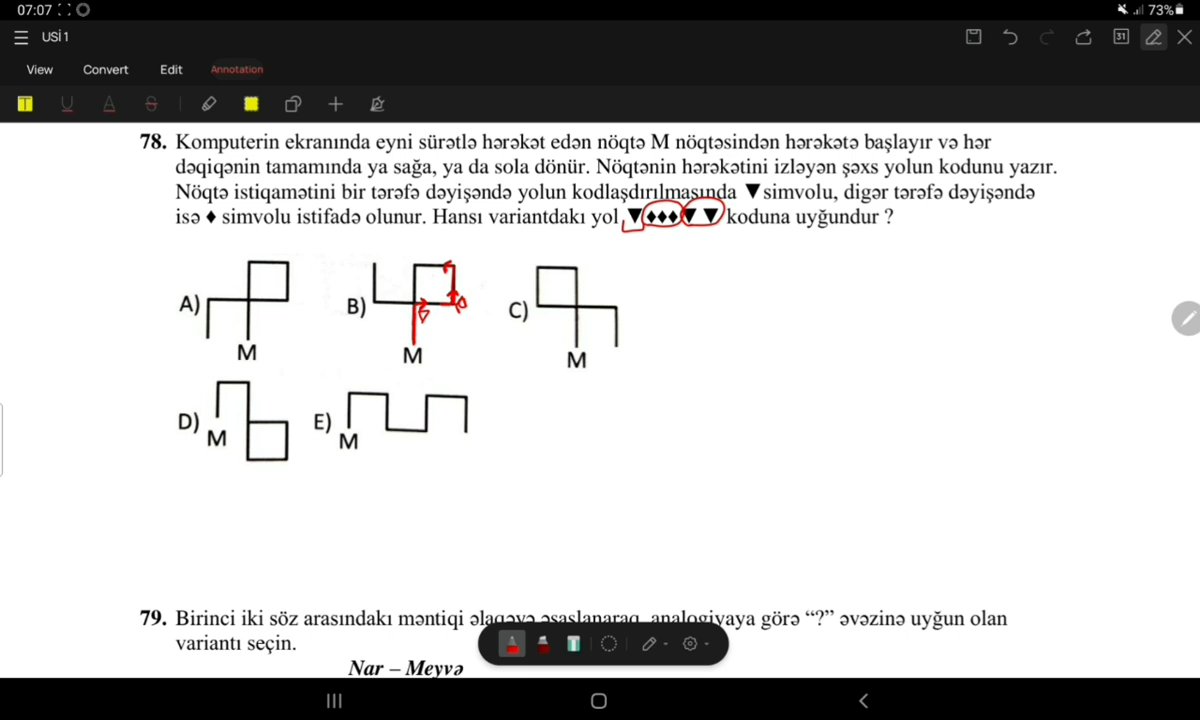 07:07 73%
USİ 1
View Convert Edit Annotation
T U A S
31
78. Komputerin ekranında eyni sürətlə hərəkət edən nöqtə M nöqtəsindən hərəkətə başlayır və hər
dəqiqənin tamamında ya sağa, ya da sola dönür. Nöqtənin hərəkətini izləyən şəxs yolun kodunu yazır.
Nöqtə istiqamətini bir tərəfə dəyişəndə yolun kodlaşdırılmasında ▼simvolu, digər tərəfə dəyişəndə
isə ♦ simvolu istifadə olunur. Hansı variantdakı yol ▼♦♦♦▼▼ koduna uyğundur ?
A) B) C)
M M M
D) E)
M M
79. Birinci iki söz arasındakı məntiqi əlaqəyə əsaslanaraq analogiyaya görə “?” əvəzinə uyğun olan
variantı seçin.
Nar – Meyvə